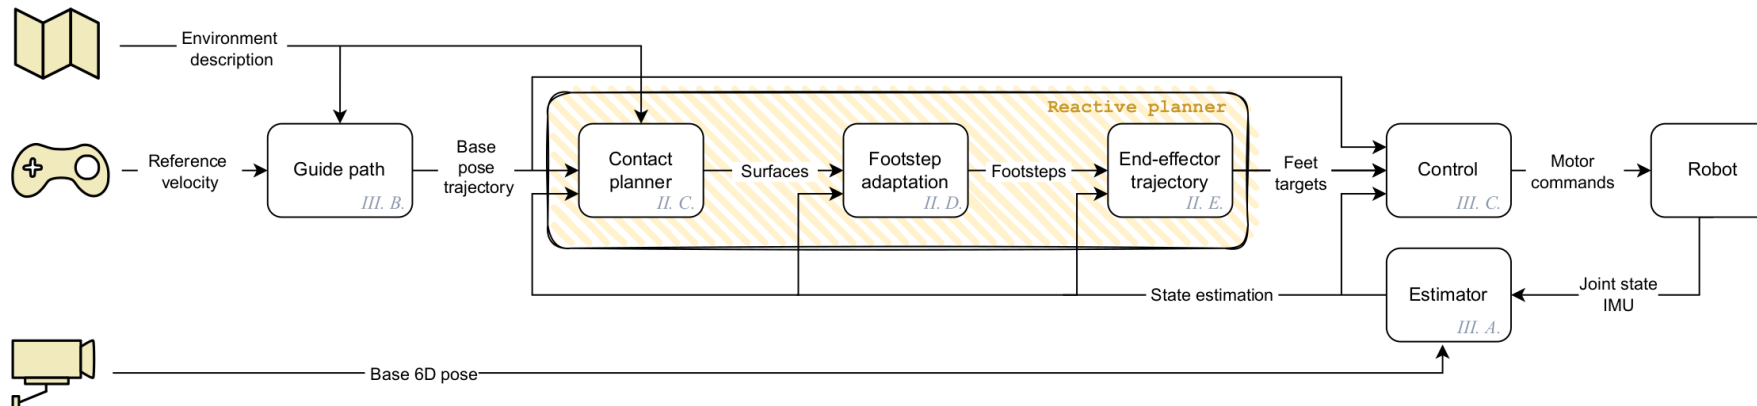 Environment
description
Reactive planner
Reference
velocity
Guide path
III. B.
Base
pose
trajectory
Contact
planner
II. C.
Surfaces
Footstep
adaptation
II. D.
Footsteps
End-effector
trajectory
II. E.
Feet
targets
Control
III. C.
Motor
commands
Robot
State estimation
Estimator
III. A.
Joint state
IMU
Base 6D pose